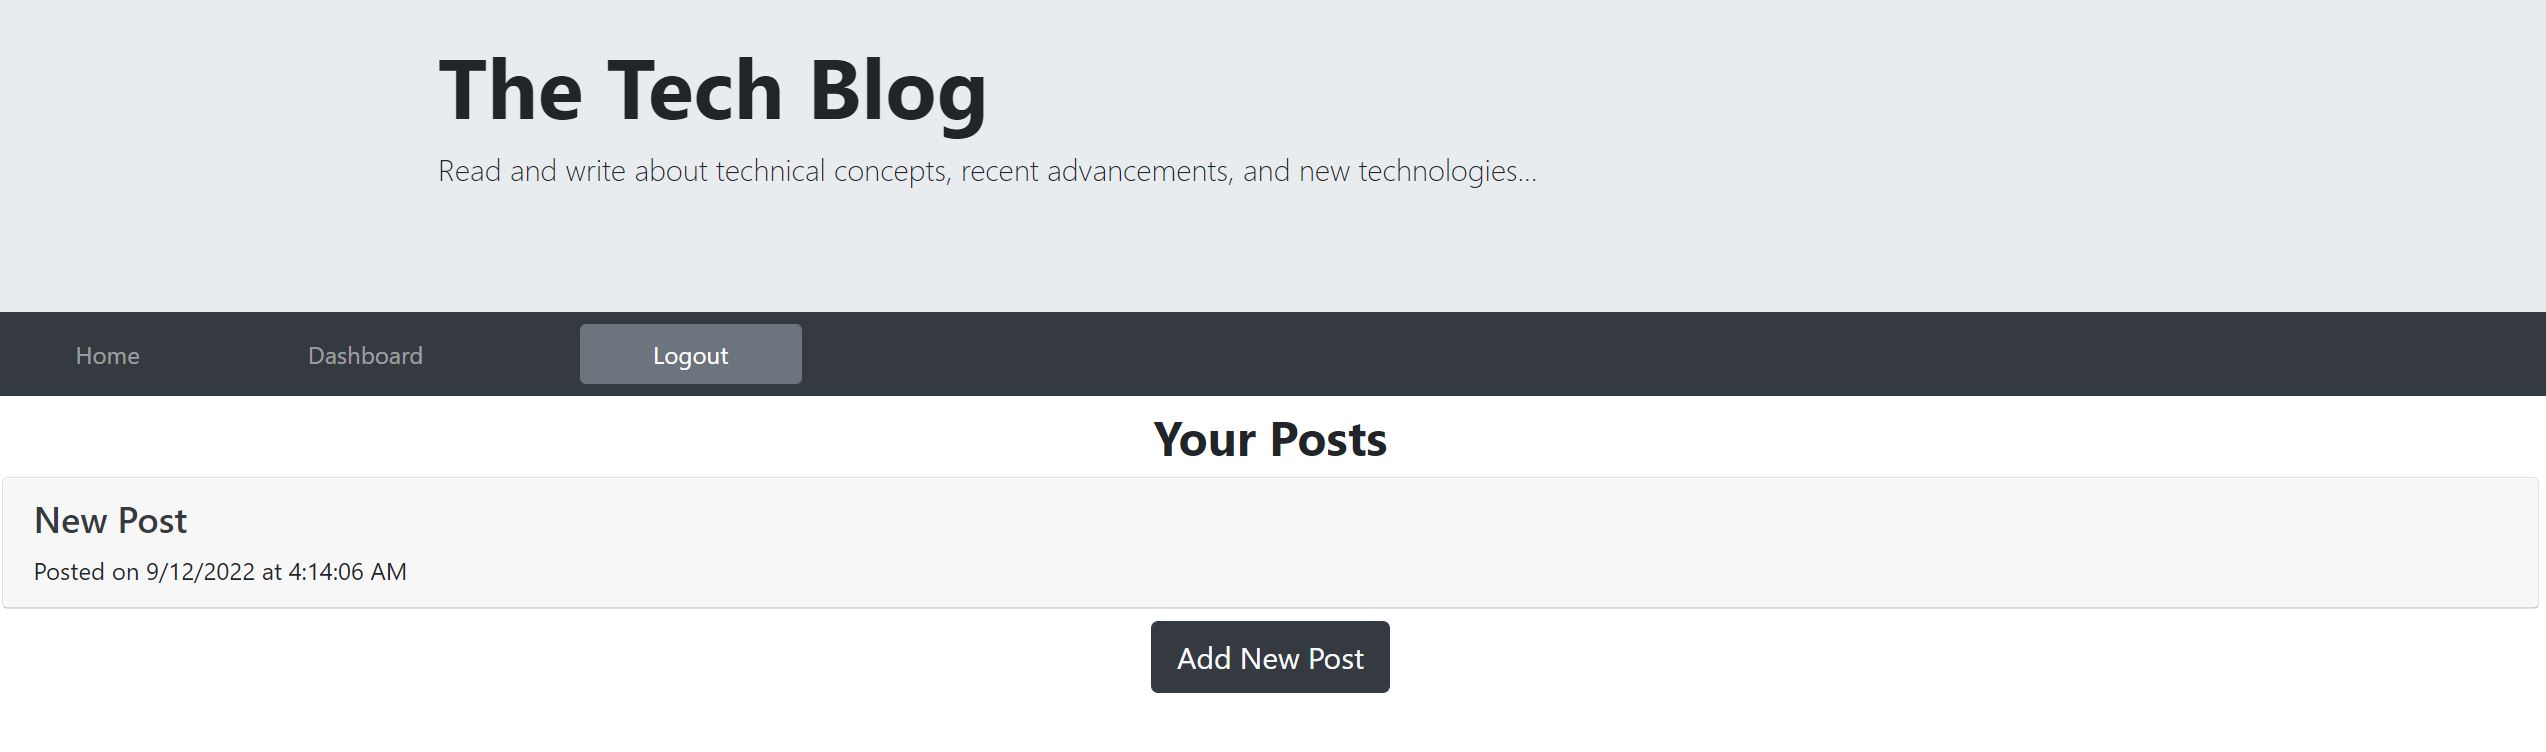 The Tech Blog
Read and write about technical concepts, recent advancements, and new technologies...
Home Dashboard Logout
Your Posts
New Post
Posted on 9/12/2022 at 4:14:06 AM
Add New Post